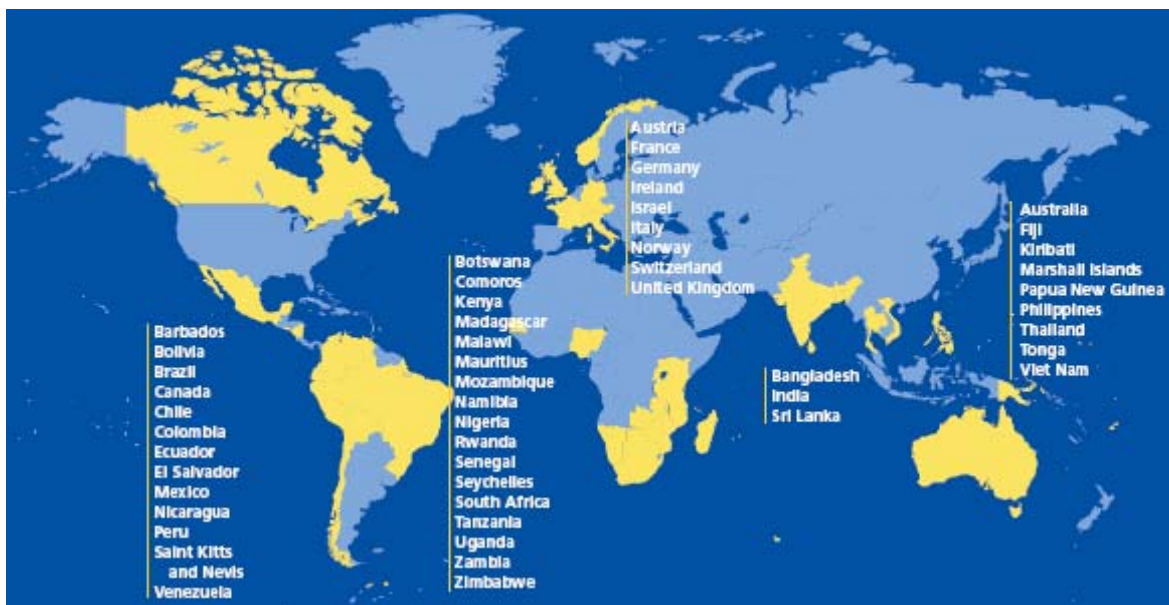 Barbados
Bolivia
Brazil
Canada
Chile
Colombia
Ecuador
El Salvador
Mexico
Nicaragua
Peru
Saint Kitts
and Nevis
Venezuela
Botswana
Comoros
Kenya
Madagascar
Malawi
Mauritius
Mozambique
Namibia
Nigeria
Rwanda
Senegal
Seychelles
South Africa
Tanzania
Uganda
Zambia
Zimbabwe
Austria
France
Germany
Ireland
Israel
Italy
Norway
Switzerland
United Kingdom
Bangladesh
India
Sri Lanka
Australia
Fiji
Kiribati
Marshall Islands
Papua New Guinea
Philippines
Thailand
Tonga
Viet Nam